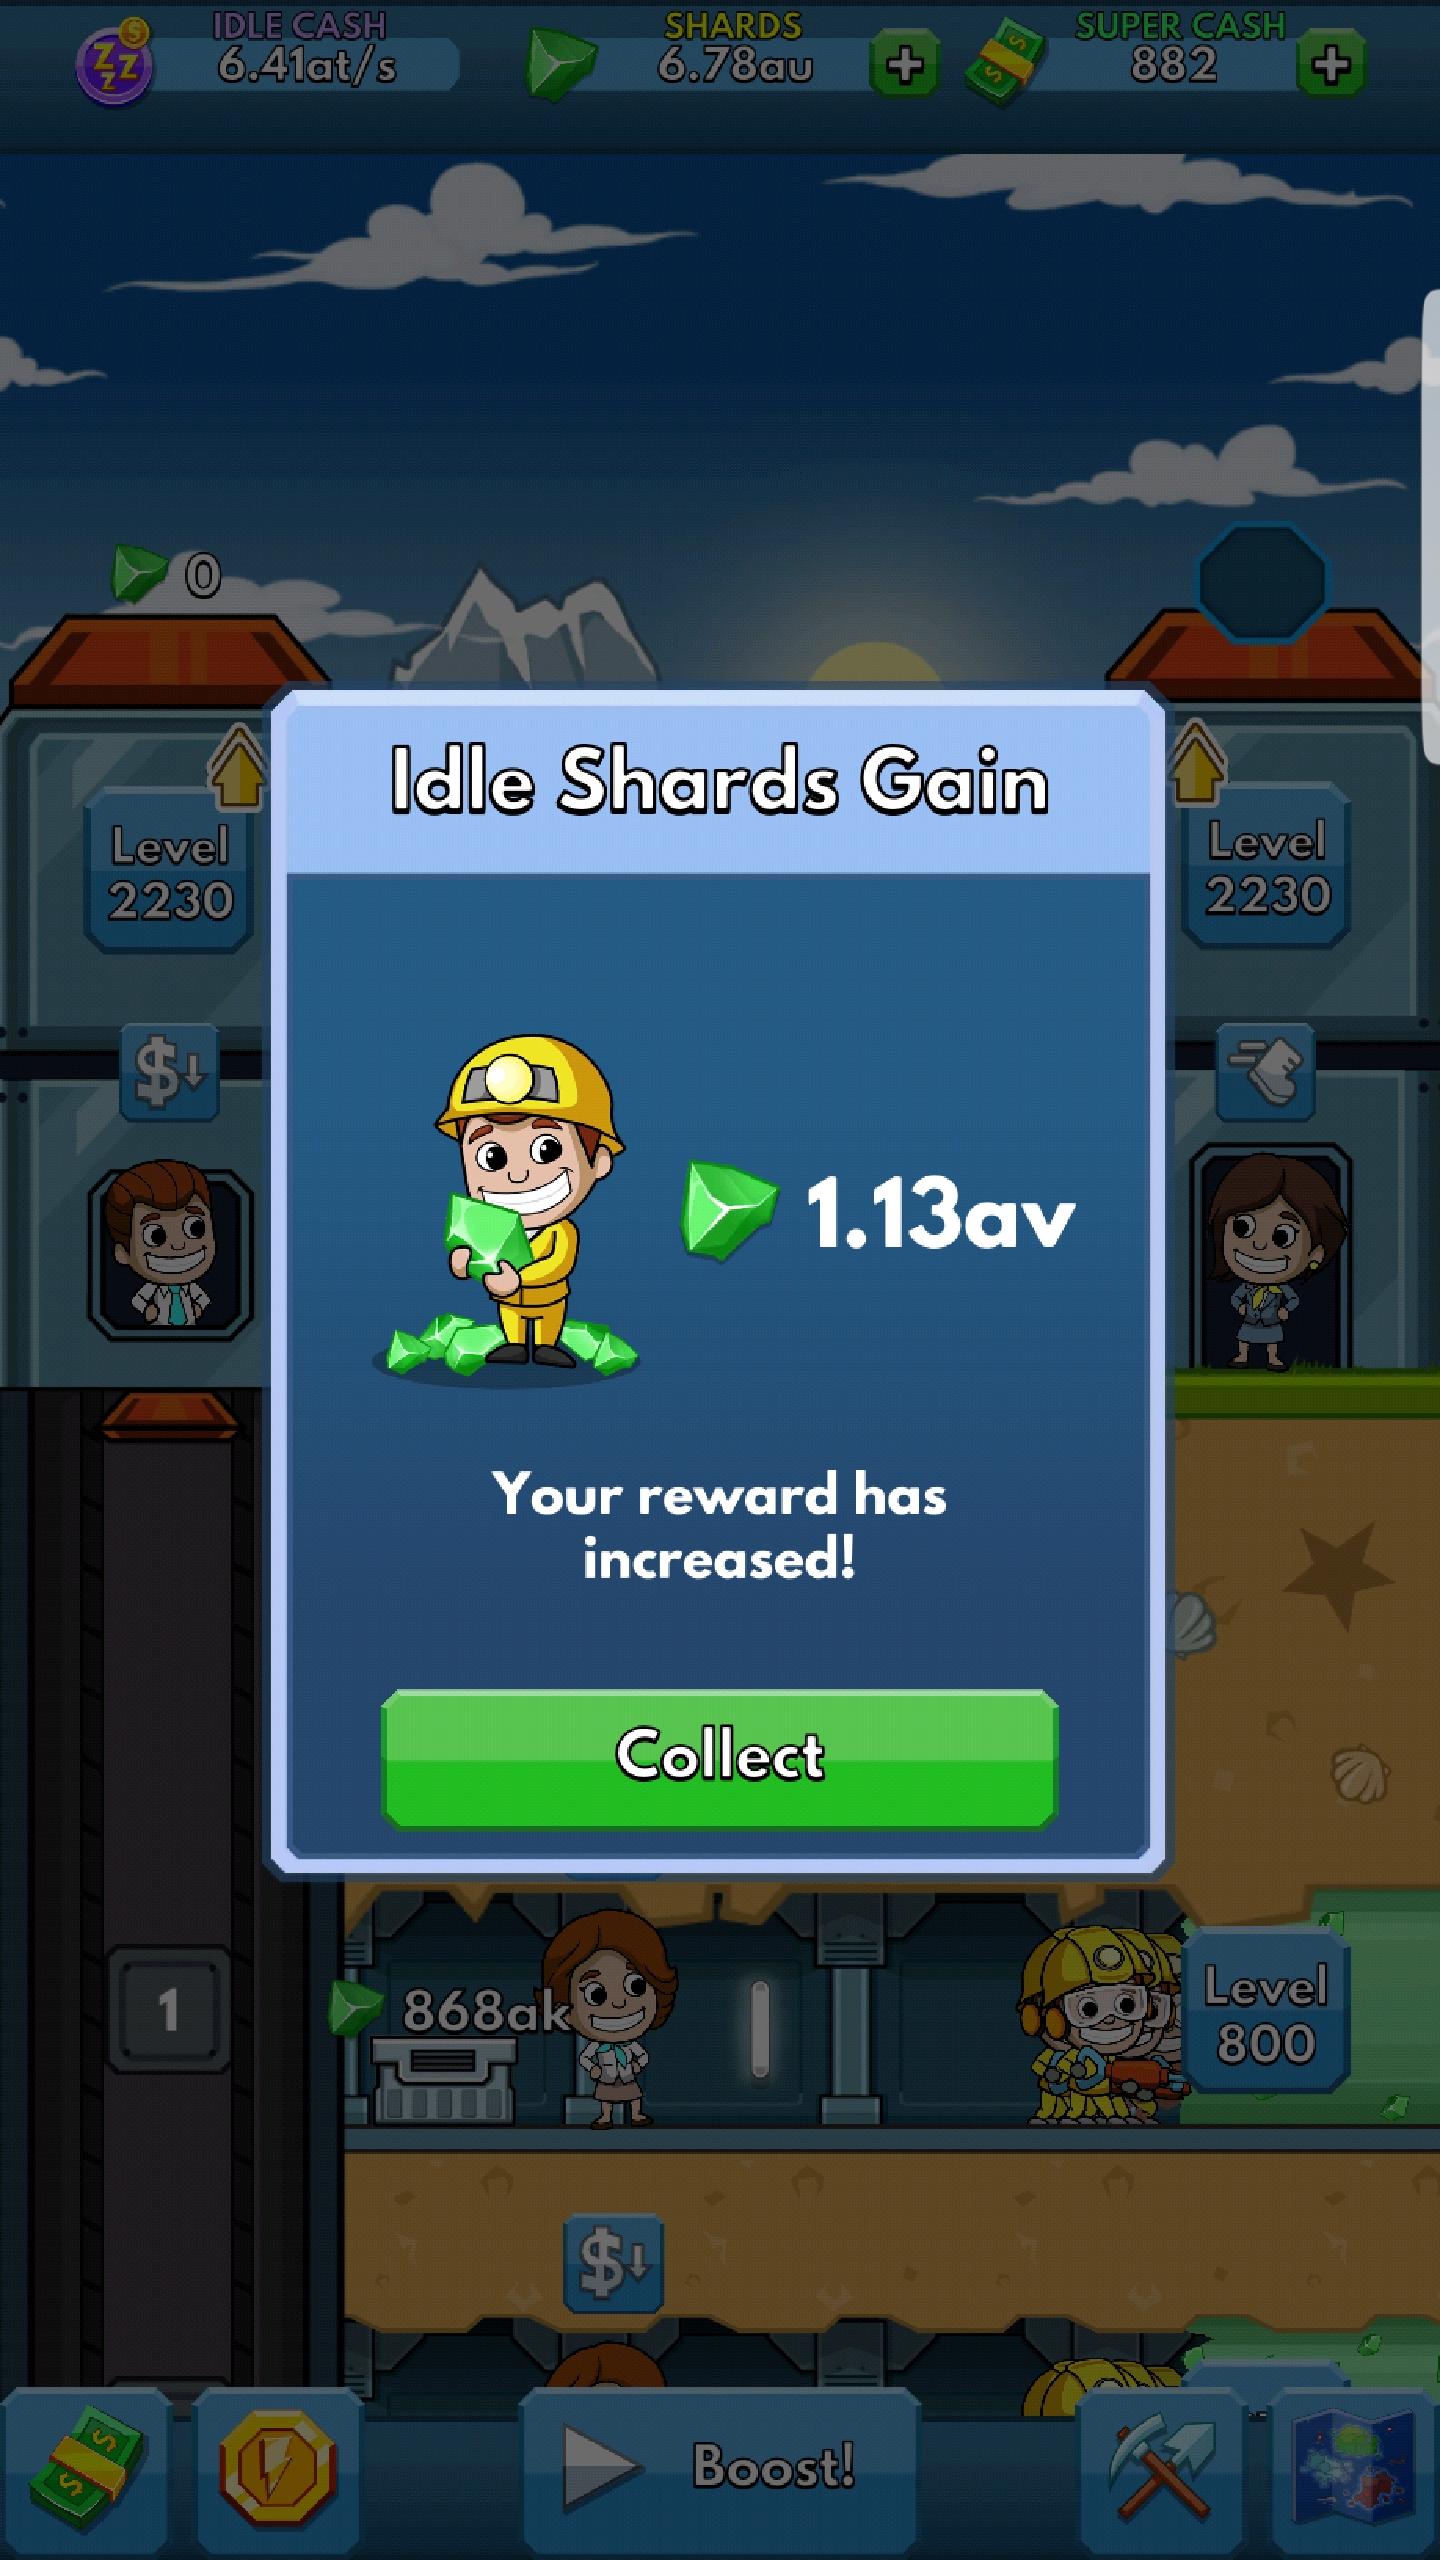 IDLE CASH
6.41at/s
SHARDS
6.78au
SUPER CASH
882
0
Idle Shards Gain
Level
2230
Level
2230
1.13av
Your reward has
increased!
Collect
1
868ak
Level
800
Boost!